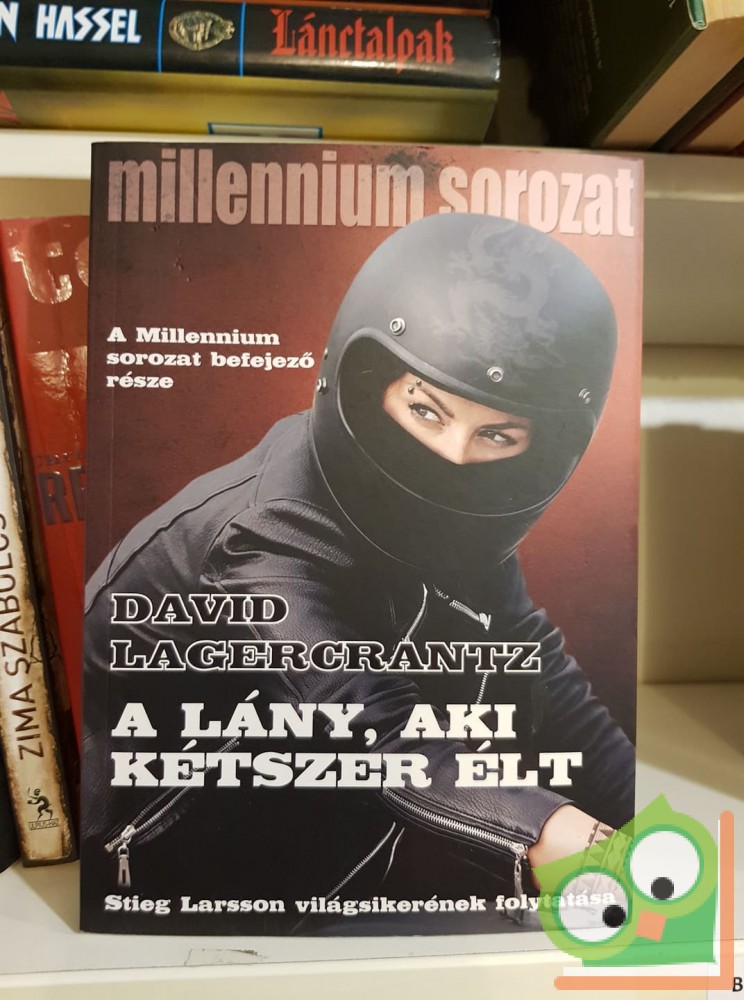 N HASSEL
Lánctalpak
millennium sorozat
A Millennium
sorozat befejező
része
DAVID
LAGERCRANTZ
A LÁNY, AKI
KÉTSZER ÉLT
Stieg Larsson világsikerének folytatása
ZIMA SZABOLCS
B